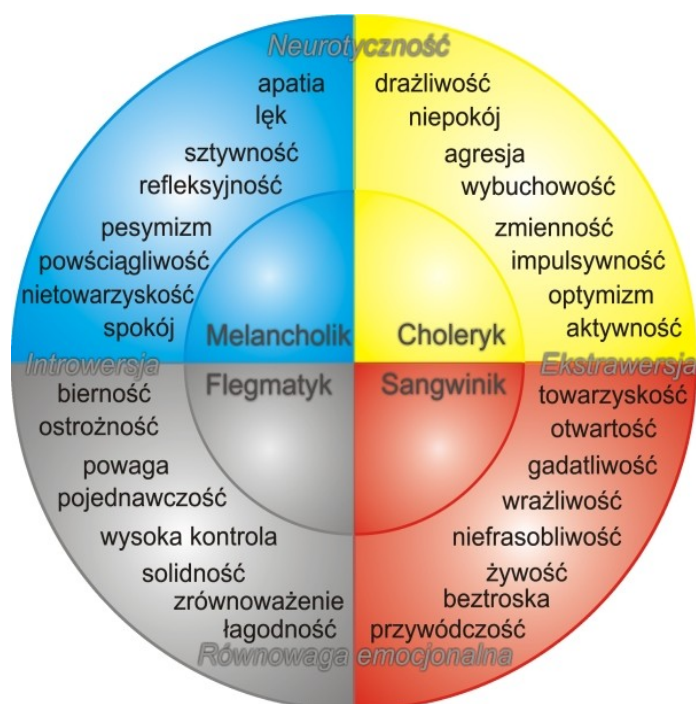 Neurotyczność
apatia
lęk
sztywność
refleksyjność
pesymizm
powściągliwość
nietowarzyskość
spokój
Melancholik
drażliwość
niepokój
agresja
wybuchowość
zmienność
impulsywność
optymizm
aktywność
Choleryk
Introwersja
Ekstrawersja
Flegmatyk
bierność
ostrożność
powaga
pojednawczość
wysoka kontrola
solidność
zrównoważenie
łagodność
Sangwinik
towarzyskość
otwartość
gadatliwość
wrażliwość
niefrasobliwość
żywość
beztroska
przywódczość
Równowaga emocjonalna